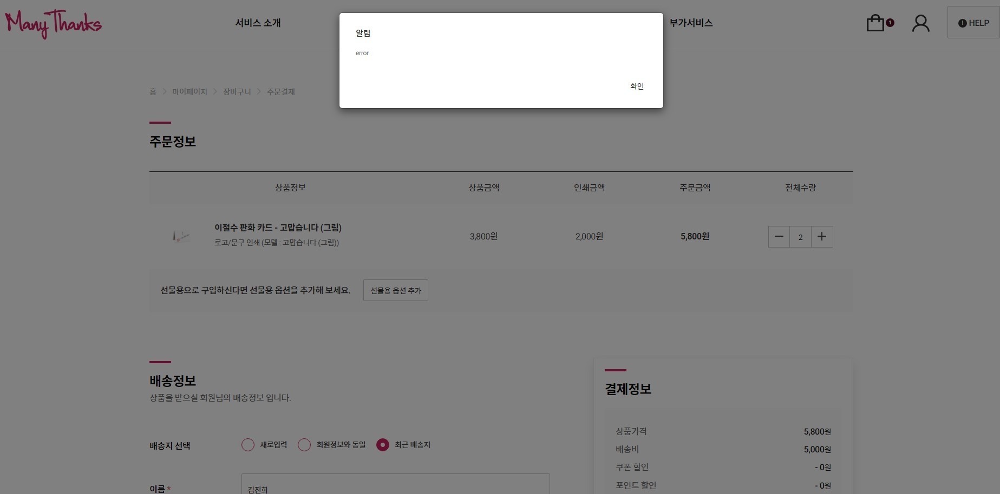 Many Thanks
서비스 소개
부가서비스
1
! HELP
알림
error
확인
홈 > 마이페이지 > 장바구니 > 주문결제
주문정보
상품정보 상품금액 인쇄금액 주문금액 전체수량
이철수 판화 카드 - 고맙습니다 (그림)
로고/문구 인쇄 (모델 : 고맙습니다 (그림))
3,800원 2,000원 5,800원 2
선물용으로 구입하신다면 선물용 옵션을 추가해 보세요. 선물용 옵션 추가
배송정보
상품을 받으실 회원님의 배송정보 입니다.
배송지 선택 새로입력 회원정보와 동일 최근 배송지
이름 * 김진희
결제정보
상품가격 5,800원
배송비 5,000원
쿠폰 할인 - 0원
포인트 할인 - 0원